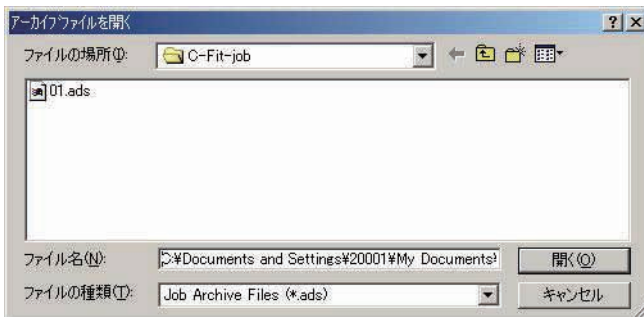 アーカイブファイルを開く
ファイルの場所(I):
C-Fit-job
01.ads
ファイル名(N):
:¥Documents and Settings¥20001¥My Documents¥
開く(O)
ファイルの種類(T):
Job Archive Files (*.ads)
キャンセル